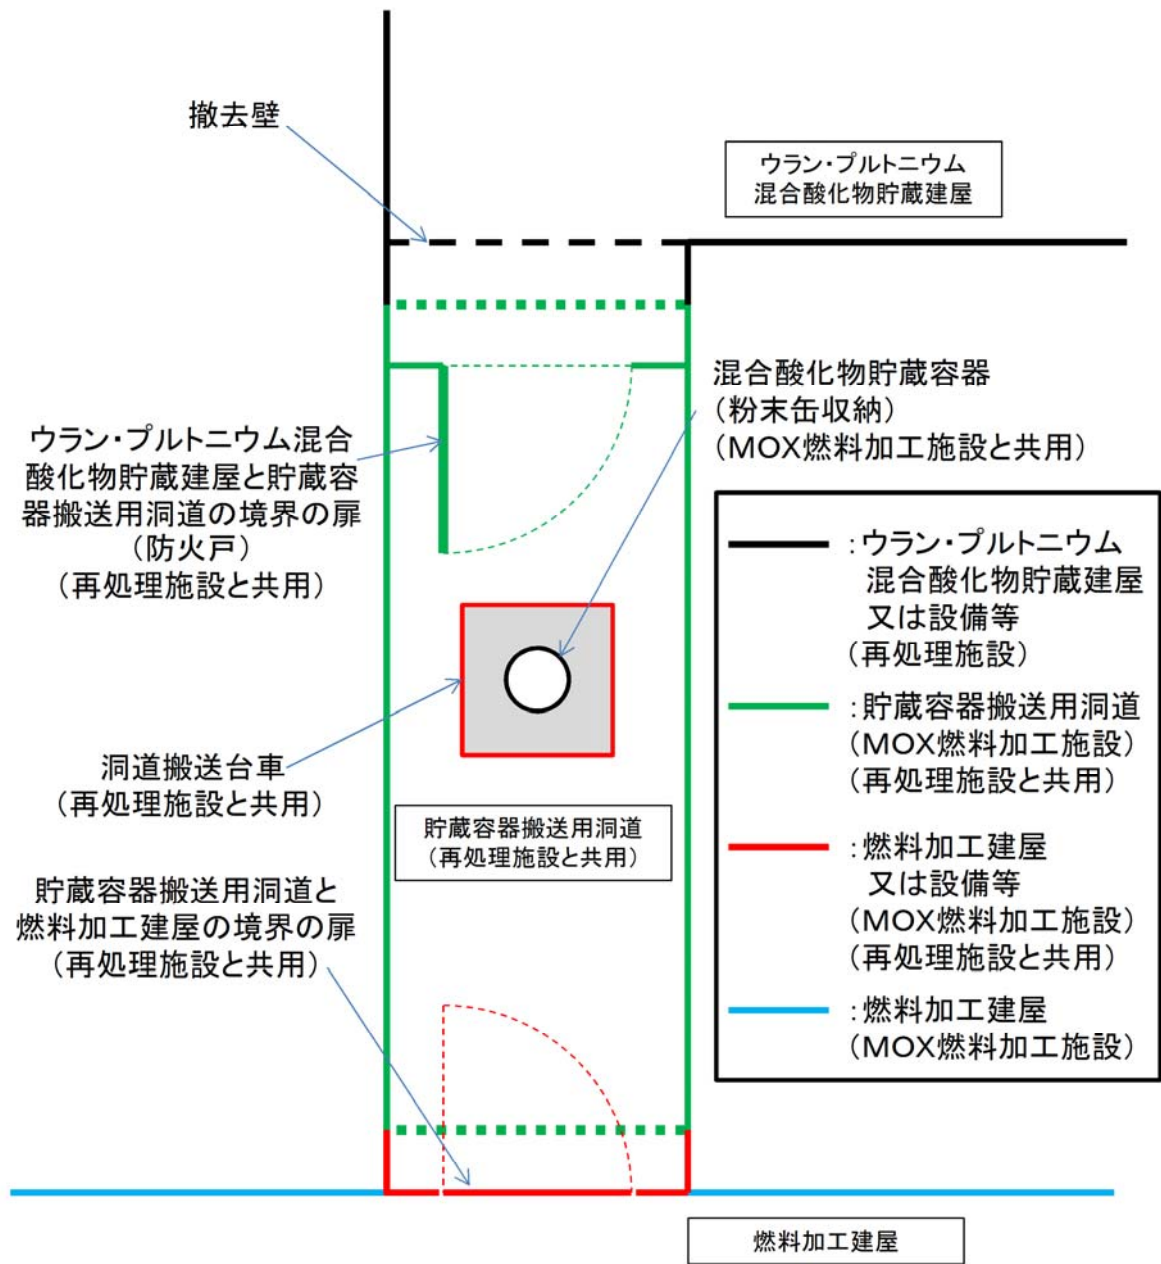 撤去壁
ウラン・プルトニウム
混合酸化物貯蔵建屋
混合酸化物貯蔵容器
（粉末缶収納）
（MOX燃料加工施設と共用）
ウラン・プルトニウム混合
酸化物貯蔵建屋と貯蔵容
器搬送用洞道の境界の扉
（防火戸）
（再処理施設と共用）
：ウラン・プルトニウム
混合酸化物貯蔵建屋
又は設備等
（再処理施設）
：貯蔵容器搬送用洞道
（MOX燃料加工施設）
（再処理施設と共用）
：燃料加工建屋
又は設備等
（MOX燃料加工施設）
（再処理施設と共用）
：燃料加工建屋
（MOX燃料加工施設）
洞道搬送台車
（再処理施設と共用）
貯蔵容器搬送用洞道
（再処理施設と共用）
貯蔵容器搬送用洞道と
燃料加工建屋の境界の扉
（再処理施設と共用）
燃料加工建屋